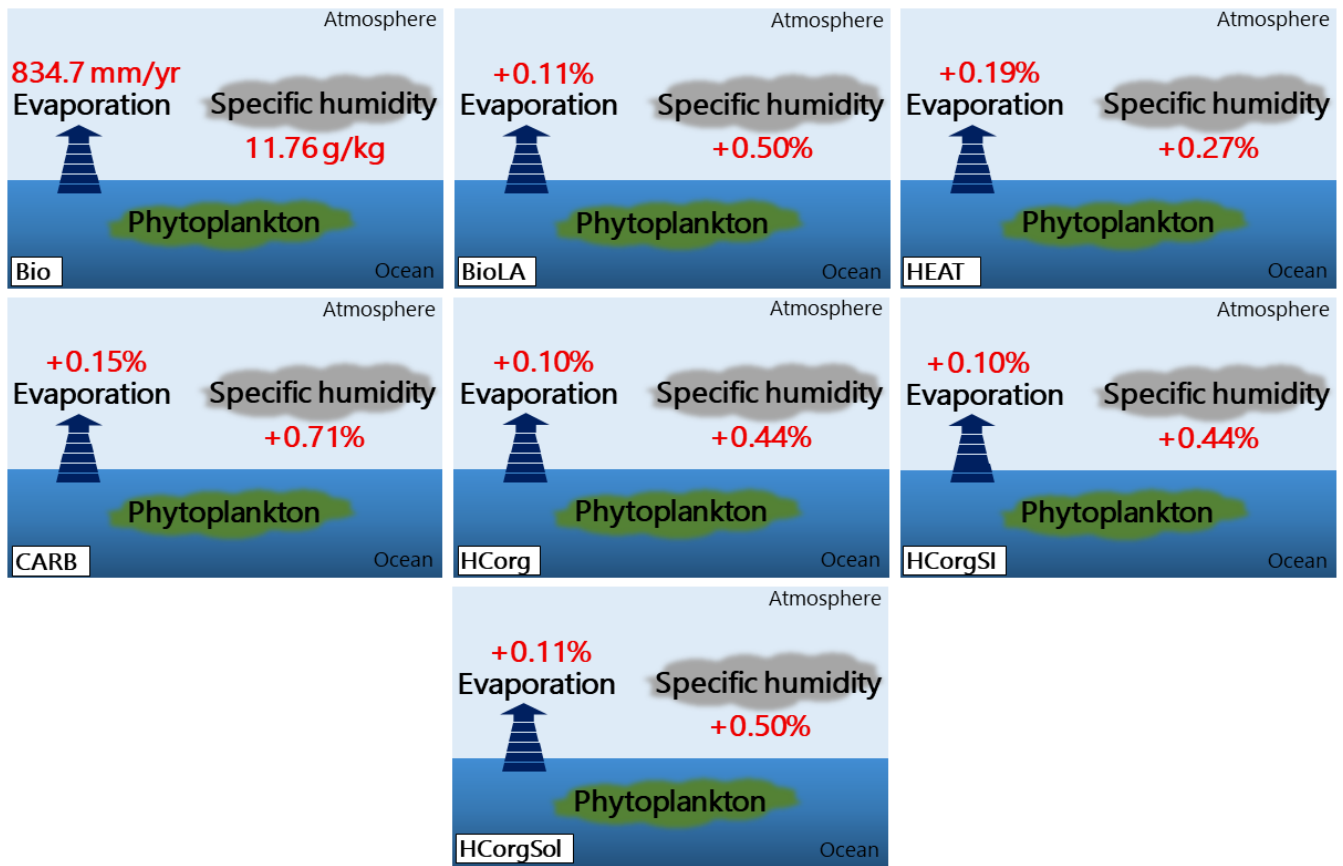 Atmosphere
834.7 mm/yr
Evaporation
Specific humidity
11.76 g/kg
Phytoplankton
Ocean
Bio
Atmosphere
+0.11%
Evaporation
Specific humidity
+0.50%
Phytoplankton
Ocean
BioLA
Atmosphere
+0.19%
Evaporation
Specific humidity
+0.27%
Phytoplankton
Ocean
HEAT
Atmosphere
+0.15%
Evaporation
Specific humidity
+0.71%
Phytoplankton
Ocean
CARB
Atmosphere
+0.10%
Evaporation
Specific humidity
+0.44%
Phytoplankton
Ocean
HCorg
Atmosphere
+0.10%
Evaporation
Specific humidity
+0.44%
Phytoplankton
Ocean
HCorgSI
Atmosphere
+0.11%
Evaporation
Specific humidity
+0.50%
Phytoplankton
Ocean
HCorgSol